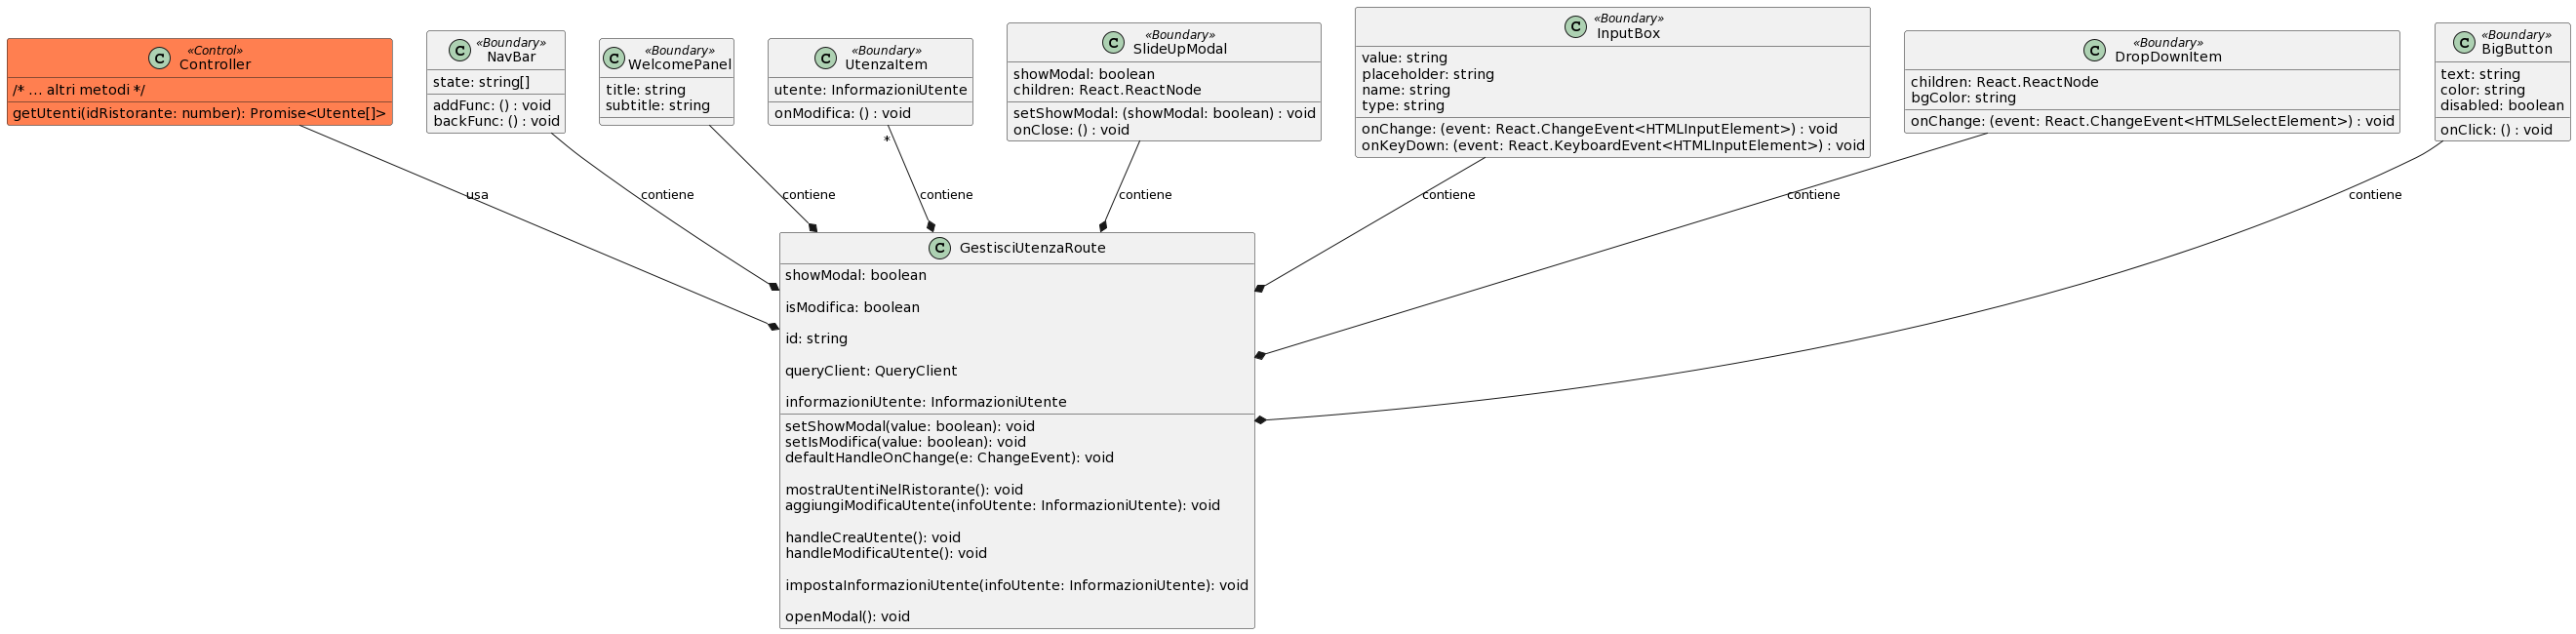 C «Control»
Controller
/* ... altri metodi */
getUtenti(idRistorante: number): Promise<Utente[]>
C «Boundary»
NavBar
state: string[]
addFunc: () : void
backFunc: () : void
C «Boundary»
WelcomePanel
title: string
subtitle: string
C «Boundary»
UtenzaItem
utente: InformazioniUtente
onModifica: () : void
C «Boundary»
SlideUpModal
showModal: boolean
children: React.ReactNode
setShowModal: (showModal: boolean) : void
onClose: () : void
C «Boundary»
InputBox
value: string
placeholder: string
name: string
type: string
onChange: (event: React.ChangeEvent<HTMLInputElement>) : void
onKeyDown: (event: React.KeyboardEvent<HTMLInputElement>) : void
C «Boundary»
DropDownItem
children: React.ReactNode
bgColor: string
onChange: (event: React.ChangeEvent<HTMLSelectElement>) : void
C «Boundary»
BigButton
text: string
color: string
disabled: boolean
onClick: () : void
*
usa
contiene
contiene
contiene
contiene
contiene
contiene
contiene
C GestisciUtenzaRoute
showModal: boolean
isModifica: boolean
id: string
queryClient: QueryClient
informazioniUtente: InformazioniUtente
setShowModal(value: boolean): void
setIsModifica(value: boolean): void
defaultHandleOnChange(e: ChangeEvent): void
mostraUtentiNelRistorante(): void
aggiungiModificaUtente(infoUtente: InformazioniUtente): void
handleCreaUtente(): void
handleModificaUtente(): void
impostaInformazioniUtente(infoUtente: InformazioniUtente): void
openModal(): void